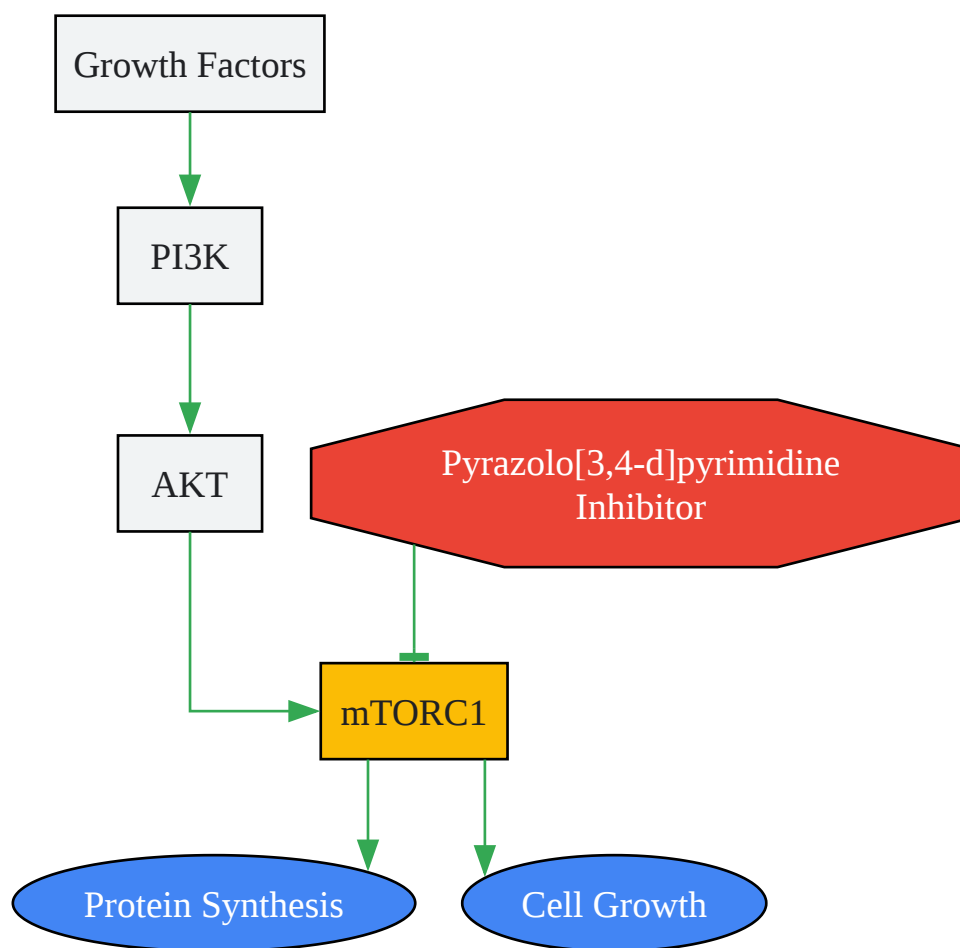 Growth Factors
PI3K
AKT
Pyrazolo[3,4-d]pyrimidine
Inhibitor
mTORC1
Protein Synthesis
Cell Growth